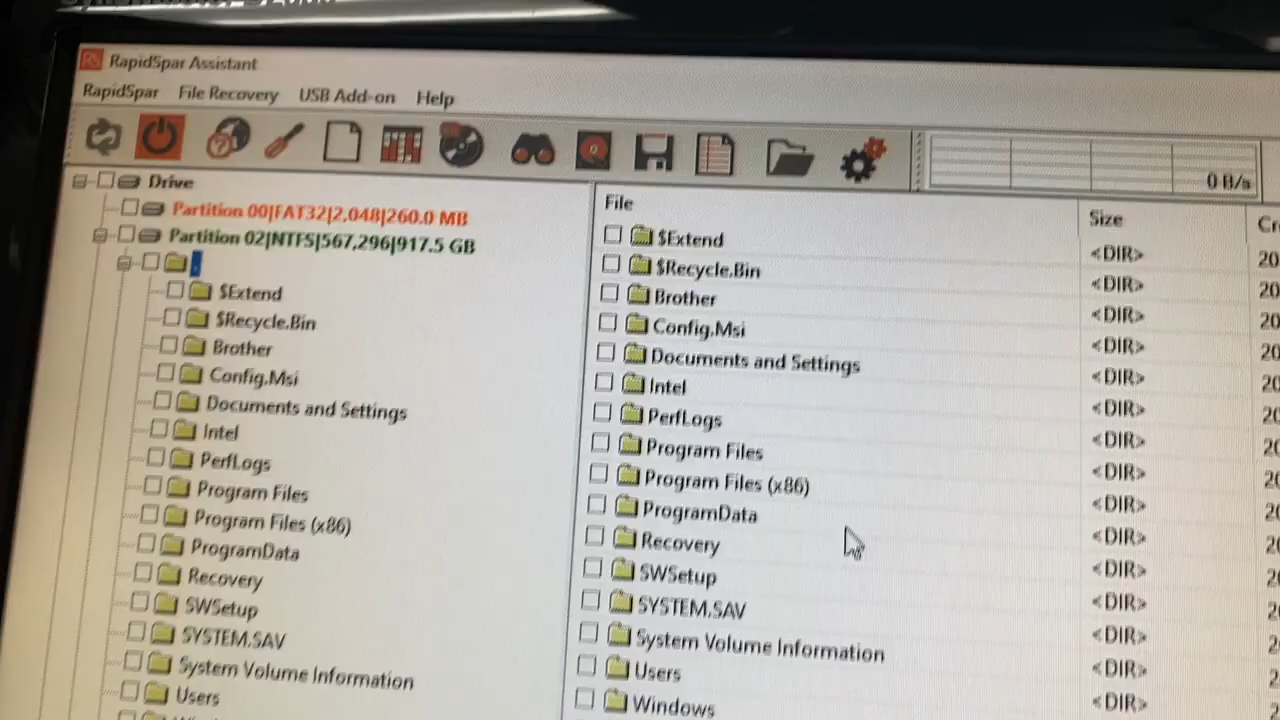 RapidSpar Assistant
RapidSpar File Recovery USB Add-on Help
0 B/s
Drive
Partition 00|FAT32|2,048|260.0 MB
Partition 02|NTFS|567,296|917.5 GB
.
$Extend
$Recycle.Bin
Brother
Config.Msi
Documents and Settings
Intel
PerfLogs
Program Files
Program Files (x86)
ProgramData
Recovery
SWSetup
SYSTEM.SAV
System Volume Information
Users
File Size
$Extend <DIR>
$Recycle.Bin <DIR>
Brother <DIR>
Config.Msi <DIR>
Documents and Settings <DIR>
Intel <DIR>
PerfLogs <DIR>
Program Files <DIR>
Program Files (x86) <DIR>
ProgramData <DIR>
Recovery <DIR>
SWSetup <DIR>
SYSTEM.SAV <DIR>
System Volume Information <DIR>
Users <DIR>
Windows <DIR>